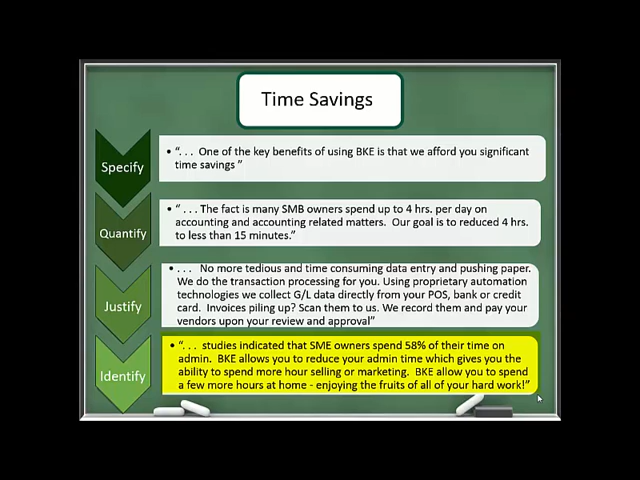 Time Savings
Specify
• “. . . One of the key benefits of using BKE is that we afford you significant
time savings ”
Quantify
• “ . . . The fact is many SMB owners spend up to 4 hrs. per day on
accounting and accounting related matters. Our goal is to reduced 4 hrs.
to less than 15 minutes.”
Justify
• . . . No more tedious and time consuming data entry and pushing paper.
We do the transaction processing for you. Using proprietary automation
technologies we collect G/L data directly from your POS, bank or credit
card. Invoices piling up? Scan them to us. We record them and pay your
vendors upon your review and approval”
Identify
• “. . . studies indicated that SME owners spend 58% of their time on
admin. BKE allows you to reduce your admin time which gives you the
ability to spend more hour selling or marketing. BKE allow you to spend
a few more hours at home - enjoying the fruits of all of your hard work!”